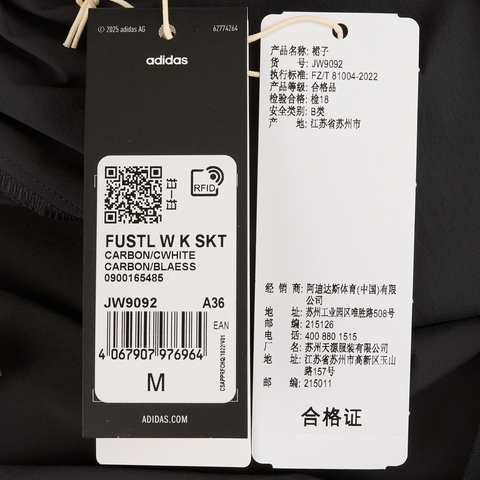 © 2025 adidas AG
62774264
adidas
RFID
FUSTL W K SKT
CARBON/CWHITE
CARBON/BLAESS
0900165485
JW9092
A36
EAN
4 067907 976964
M
ADIDAS.COM
产品名称: 裙子
货 号: JW9092
执行标准: FZ/T 81004-2022
产品等级: 合格品
检验合格: 检18
安全类别: B类
产 地: 江苏省苏州市
经 销 商: 阿迪达斯体育(中国)有限
公司
地 址: 苏州工业园区唯胜路508号
邮 编: 215126
电 话: 400 880 1515
厂 名: 苏州天源服装有限公司
地 址: 江苏省苏州市高新区玉山
路157号
邮 编: 215011
合格证